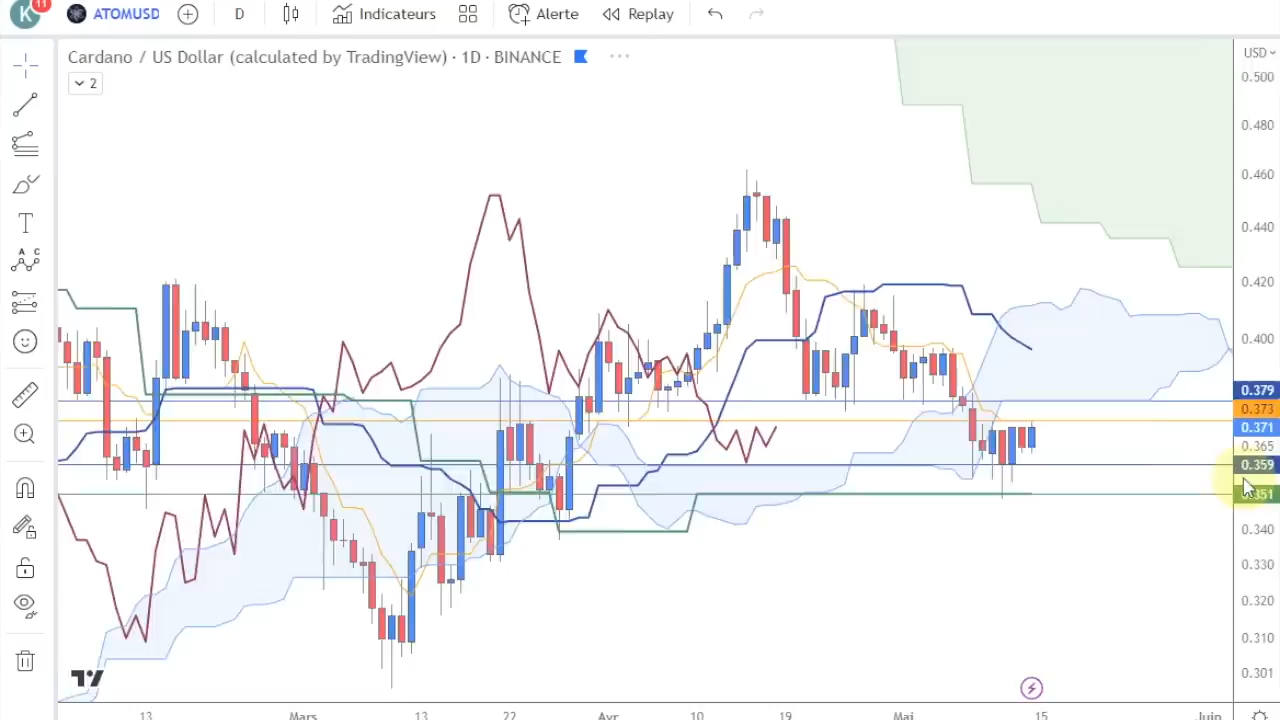 K
11
ATOMUSD
D
Indicateurs
Alerte
Replay
Cardano / US Dollar (calculated by TradingView) · 1D · BINANCE
2
USD
0.500
0.480
0.460
0.440
0.420
0.400
0.379
0.373
0.371
0.365
0.359
0.351
0.340
0.330
0.320
0.310
0.301
13
Mars
13
22
Avr
10
19
Mai
15
Juin
T
A
C